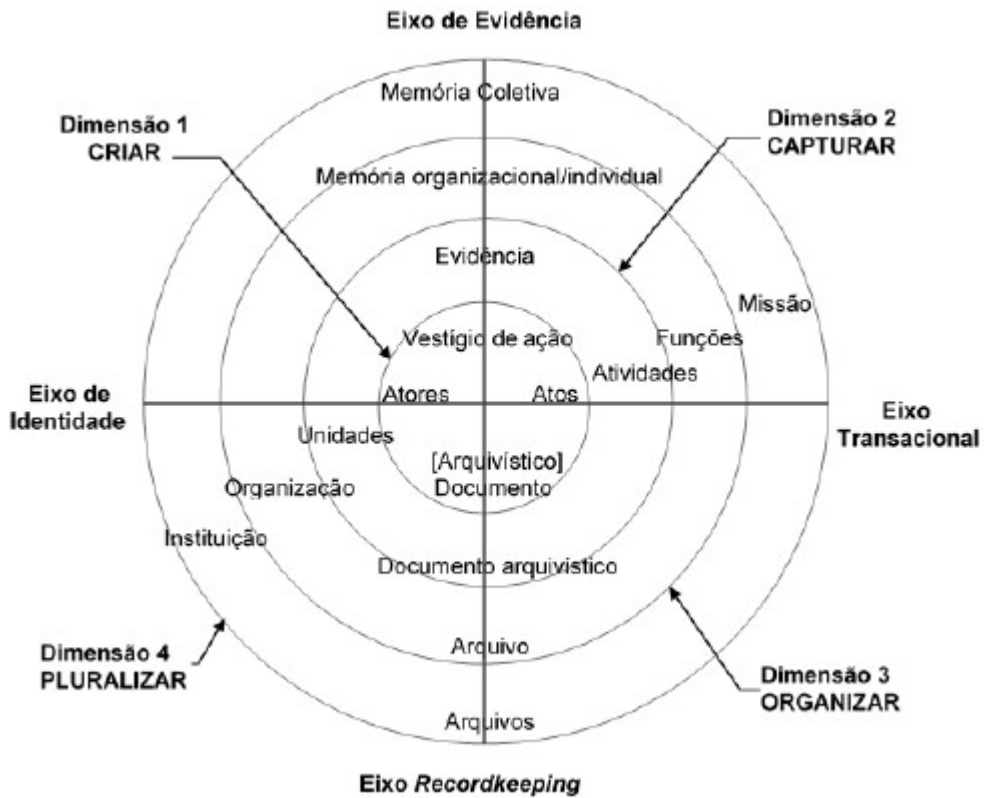 Eixo de Evidência
Memória Coletiva
Dimensão 1
CRIAR
Dimensão 2
CAPTURAR
Memória organizacional/individual
Evidência
Missão
Vestígio de ação
Funções
Atividades
Atores
Atos
Eixo de
Identidade
Eixo
Transacional
Unidades
[Arquivístico]
Documento
Organização
Instituição
Documento arquivistico
Arquivo
Dimensão 4
PLURALIZAR
Dimensão 3
ORGANIZAR
Arquivos
Eixo Recordkeeping